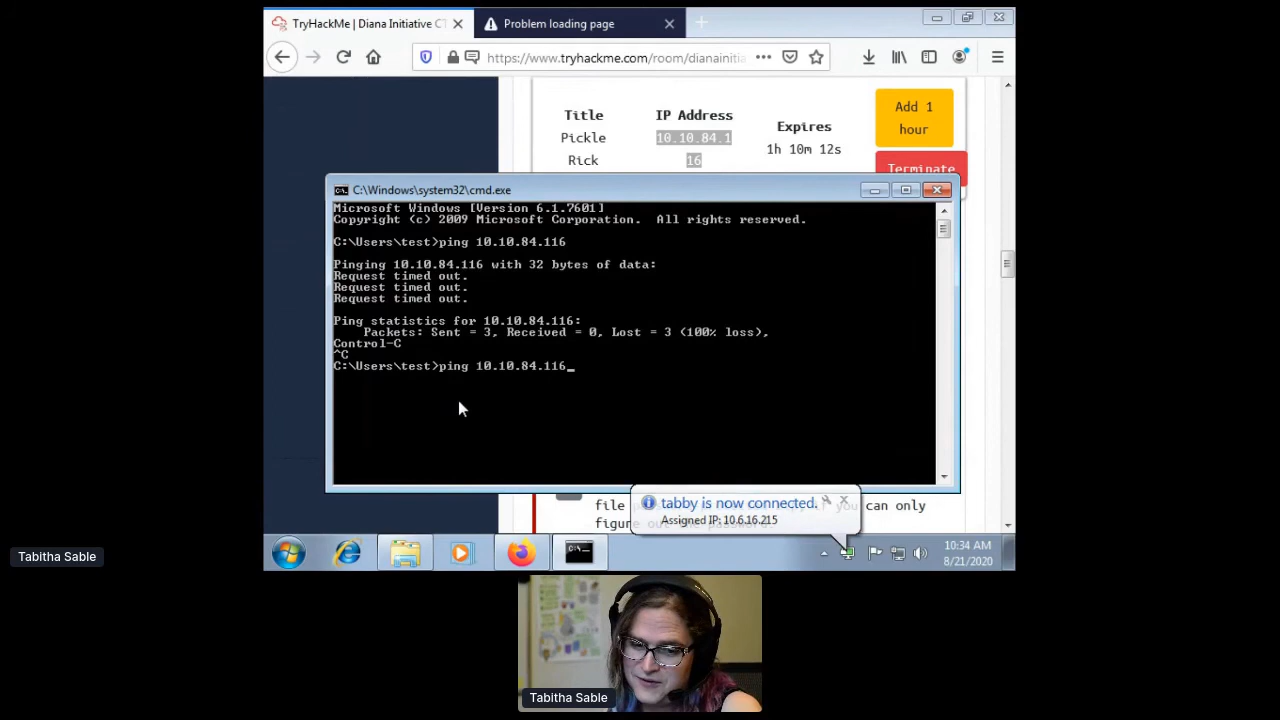 TryHackMe | Diana Initiative CT
Problem loading page
https://www.tryhackme.com/room/dianainitia
Title IP Address Expires
Add 1 hour
Pickle Rick
10.10.84.1
16
1h 10m 12s
Terminate
C:\Windows\system32\cmd.exe
Microsoft Windows [Version 6.1.7601]
Copyright (c) 2009 Microsoft Corporation.  All rights reserved.
C:\Users\test>ping 10.10.84.116
Pinging 10.10.84.116 with 32 bytes of data:
Request timed out.
Request timed out.
Request timed out.
Ping statistics for 10.10.84.116:
Packets: Sent = 3, Received = 0, Lost = 3 (100% loss),
Control-C
^C
C:\Users\test>ping 10.10.84.116_
tabby is now connected.
Assigned IP: 10.6.16.215
file
you can only
figure
10:34 AM
8/21/2020
Tabitha Sable
Tabitha Sable